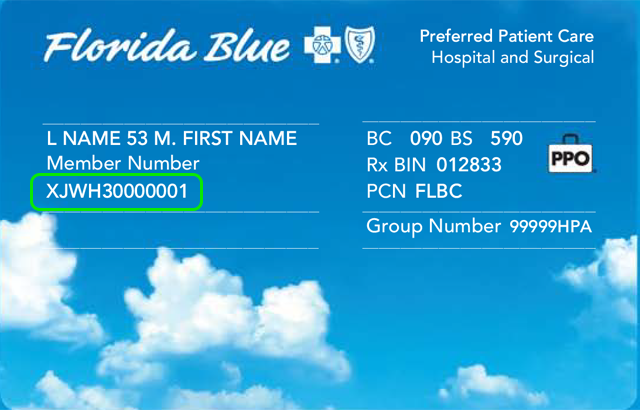 Florida Blue
Preferred Patient Care
Hospital and Surgical
L NAME 53 M. FIRST NAME
Member Number
XJWH30000001
BC 090 BS 590
Rx BIN 012833
PCN FLBC
PPO
Group Number 99999HPA